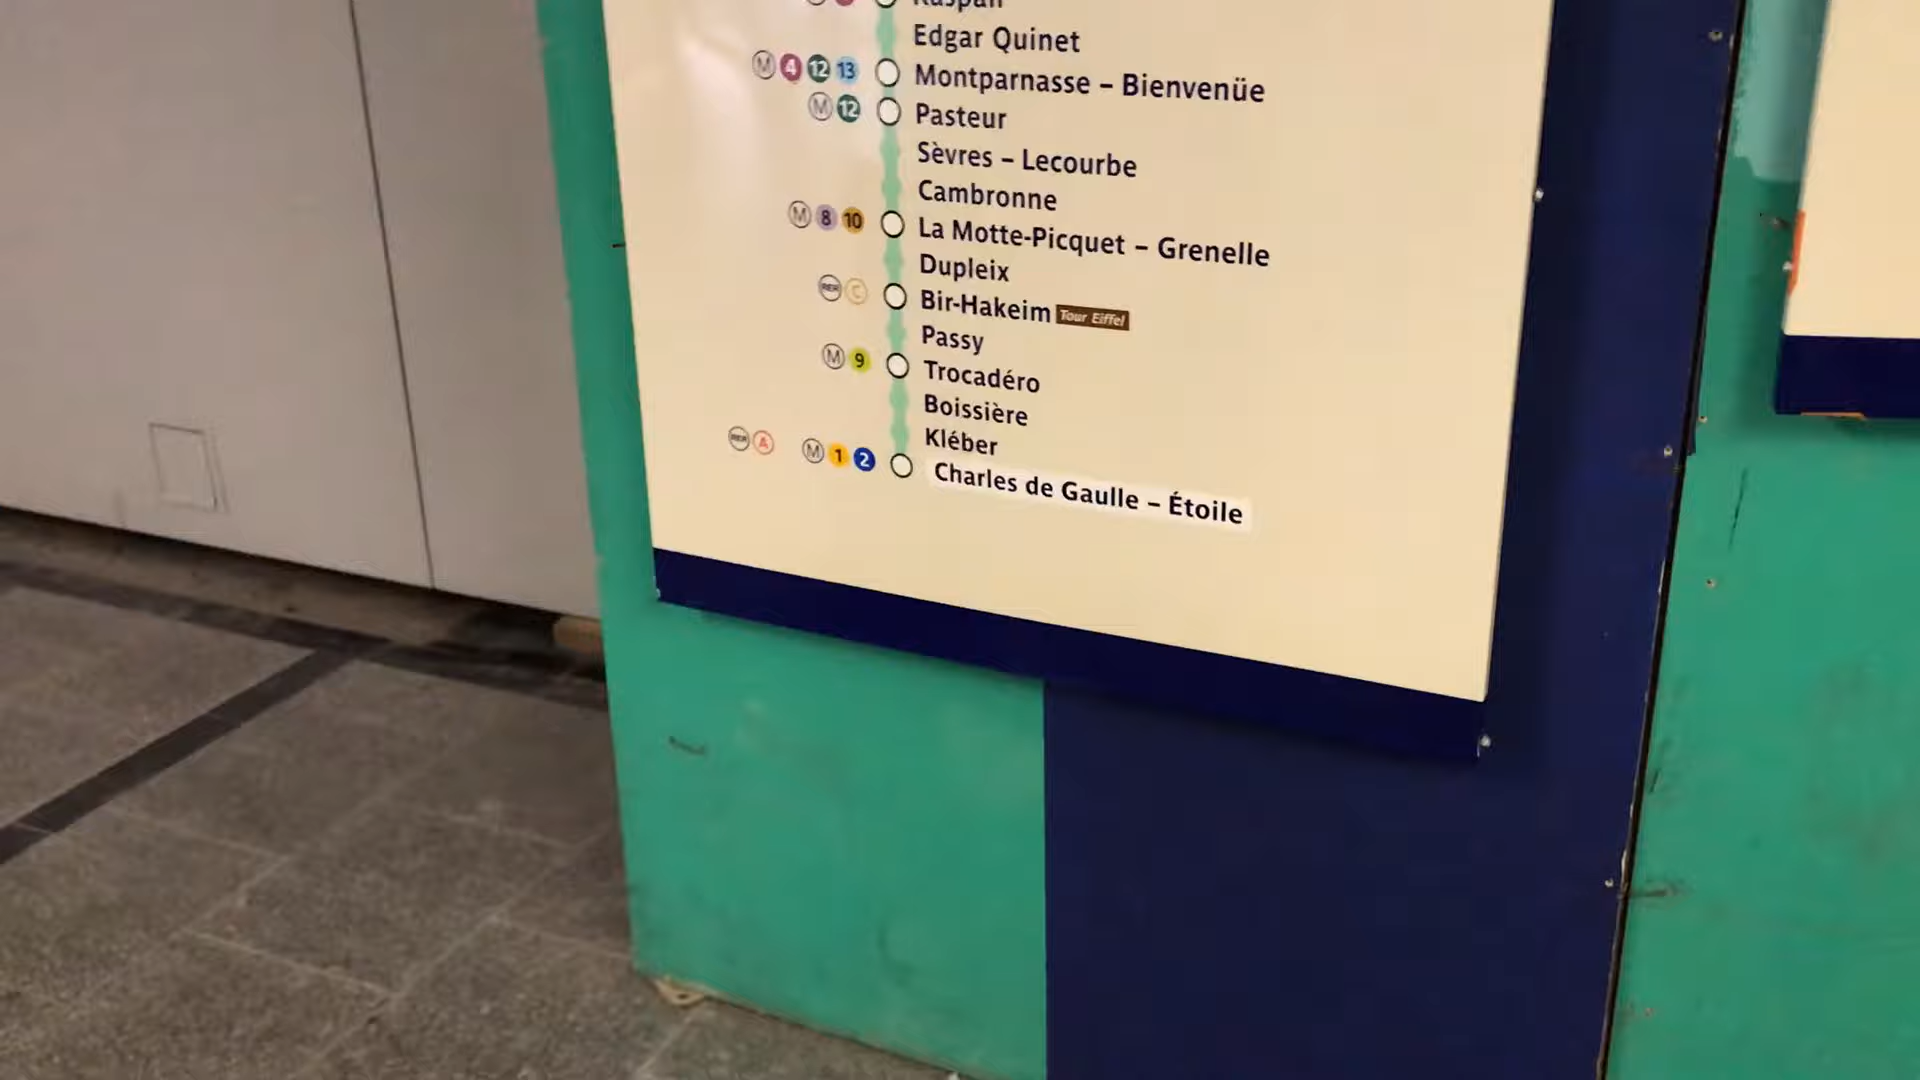 Raspail
Edgar Quinet
M 4 12 13 Montparnasse – Bienvenüe
M 12 Pasteur
Sèvres – Lecourbe
Cambronne
M 8 10 La Motte-Picquet – Grenelle
Dupleix
RER C Bir-Hakeim Tour Eiffel
Passy
M 9 Trocadéro
Boissière
Kléber
RER A M 1 2 Charles de Gaulle – Étoile